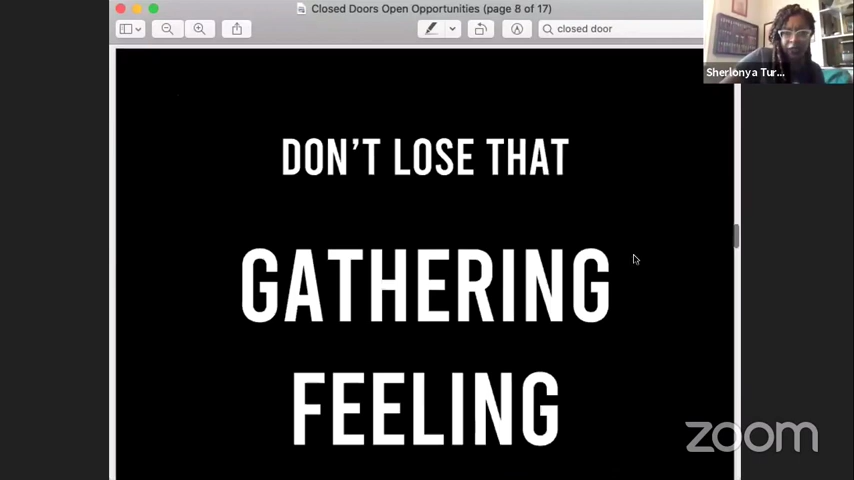 Closed Doors Open Opportunities (page 8 of 17)
closed door
Sherlonya Tur...
DON'T LOSE THAT
GATHERING
FEELING
zoom